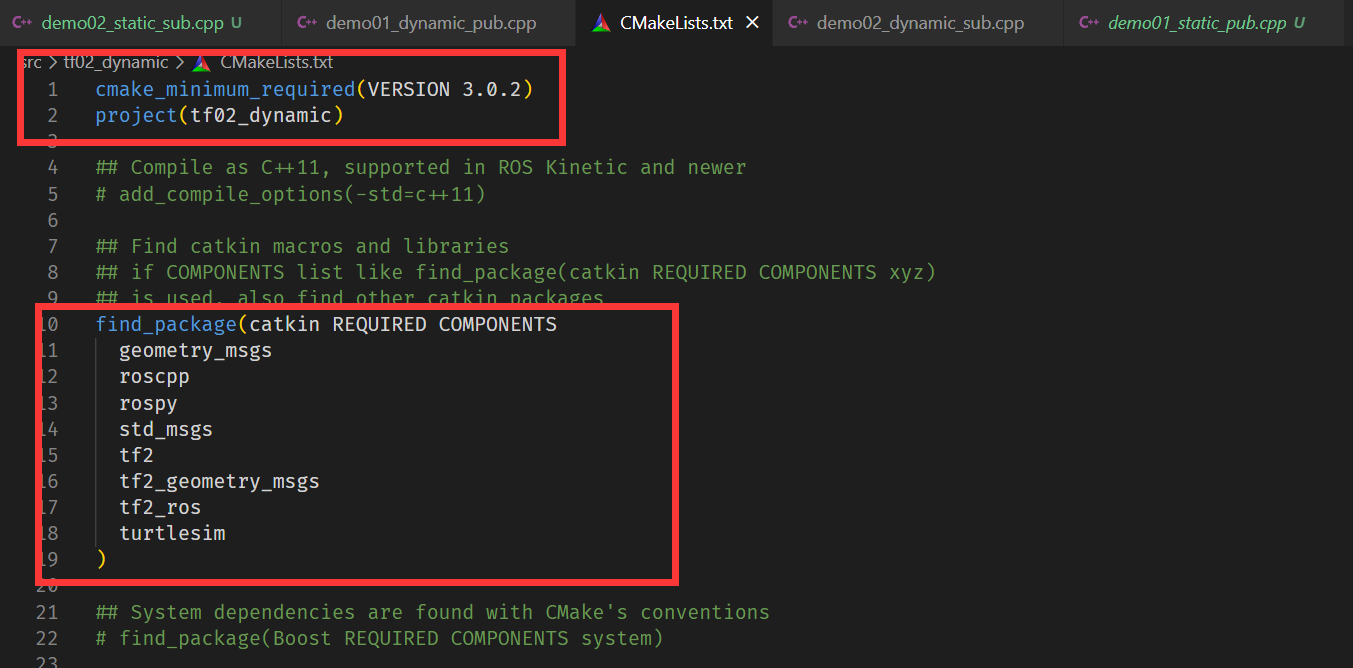 demo02_static_sub.cpp U demo01_dynamic_pub.cpp CMakeLists.txt demo02_dynamic_sub.cpp demo01_static_pub.cpp U
src > tf02_dynamic > CMakeLists.txt
1 cmake_minimum_required(VERSION 3.0.2)
2 project(tf02_dynamic)
3
4 ## Compile as C++11, supported in ROS Kinetic and newer
5 # add_compile_options(-std=c++11)
6
7 ## Find catkin macros and libraries
8 ## if COMPONENTS list like find_package(catkin REQUIRED COMPONENTS xyz)
9 ## is used, also find other catkin packages
10 find_package(catkin REQUIRED COMPONENTS
11 geometry_msgs
12 roscpp
13 rospy
14 std_msgs
15 tf2
16 tf2_geometry_msgs
17 tf2_ros
18 turtlesim
19 )
20
21 ## System dependencies are found with CMake's conventions
22 # find_package(Boost REQUIRED COMPONENTS system)
23